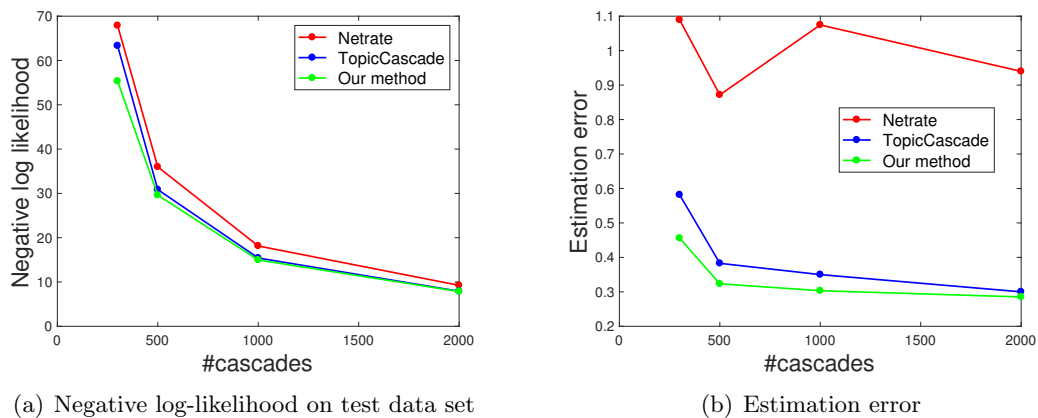 70
60
50
40
30
20
10
0
0
500
1000
1500
2000
Negative log likelihood
#cascades
Netrate
TopicCascade
Our method
(a) Negative log-likelihood on test data set
1.1
1
0.9
0.8
0.7
0.6
0.5
0.4
0.3
0.2
0
500
1000
1500
2000
Estimation error
#cascades
Netrate
TopicCascade
Our method
(b) Estimation error